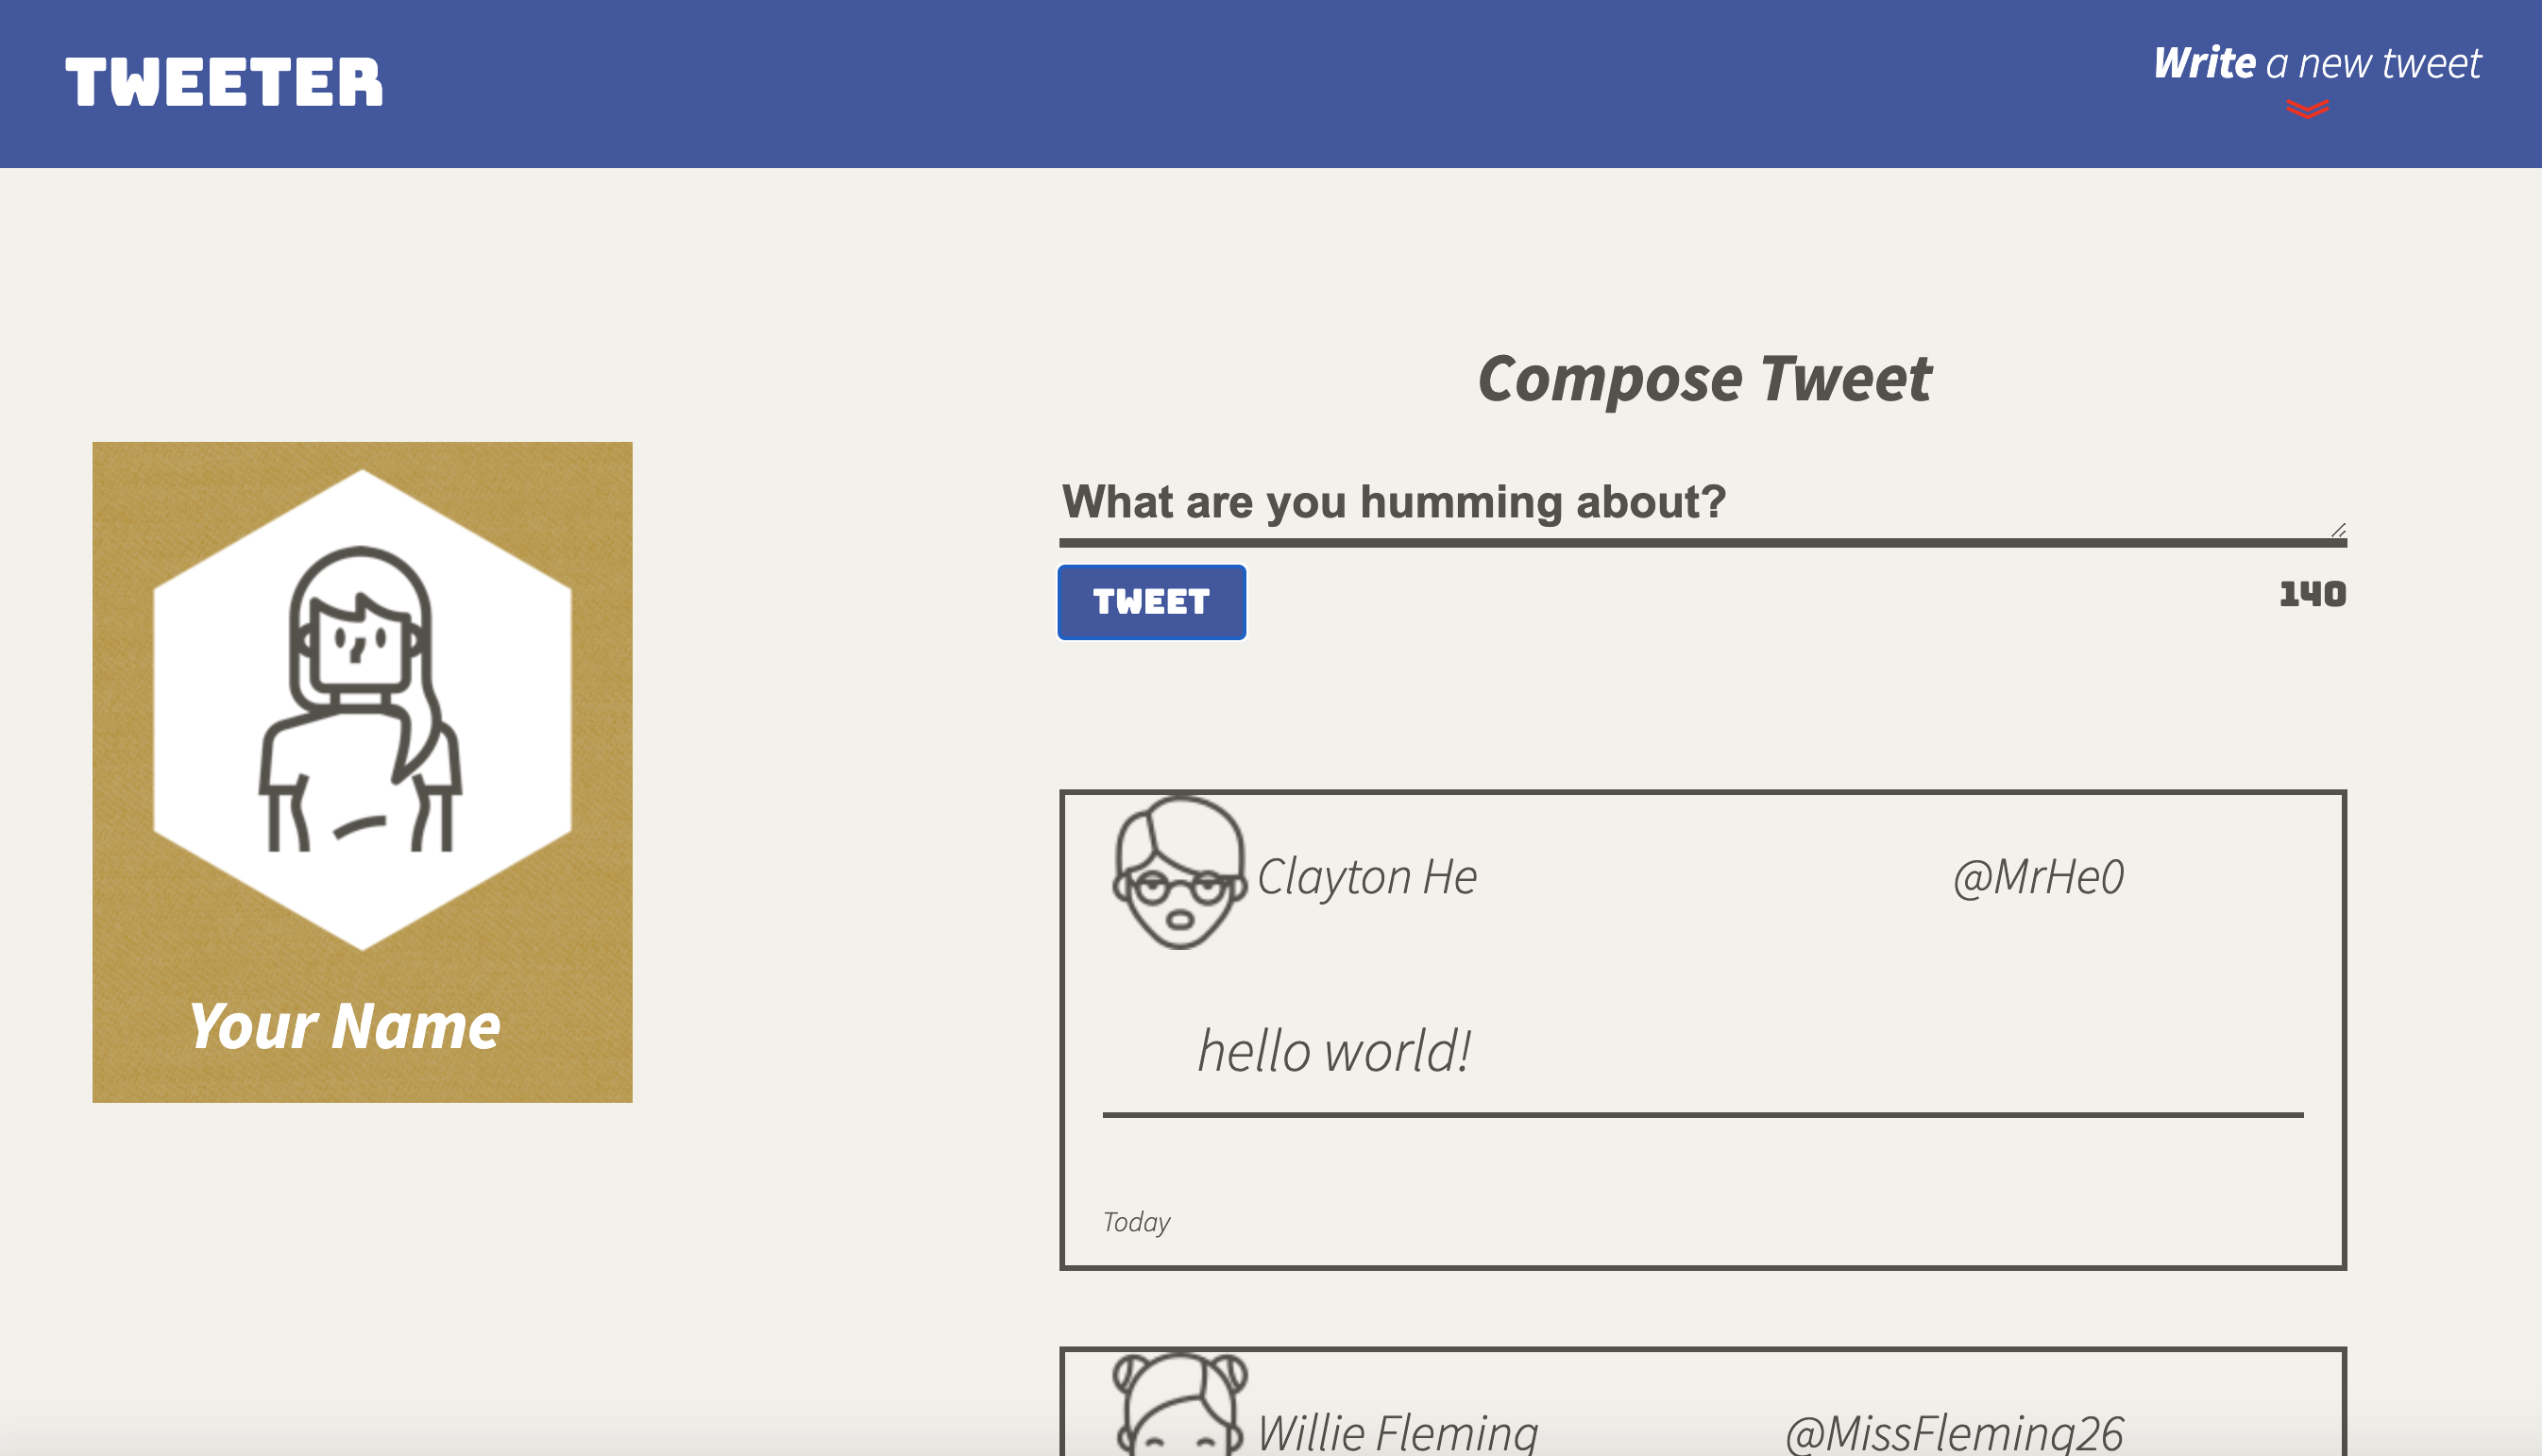 TWEETER
Write a new tweet
Compose Tweet
What are you humming about?
TWEET
140
Your Name
Clayton He
@MrHe0
hello world!
Today
Willie Fleming
@MissFleming26